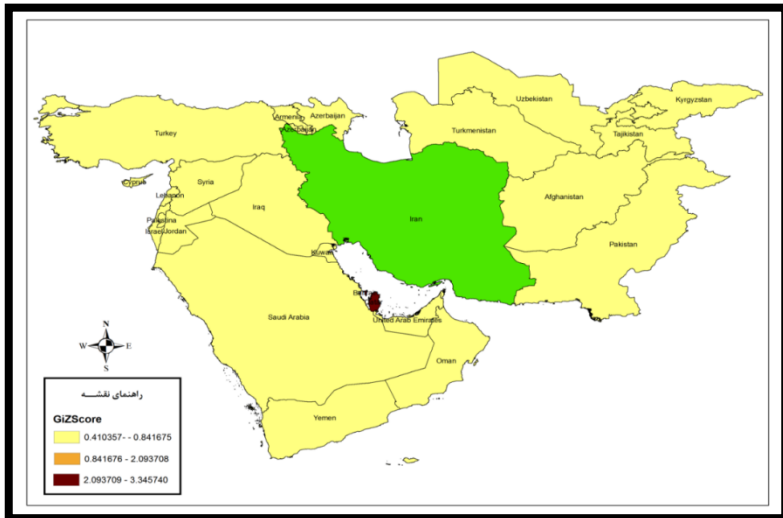 Uzbekistan
Kyrgyzstan
Armenia
Azerbaijan
Turkey
Azerbaijan
Turkmenistan
Tajikistan
Cyprus
Syria
Lebanon
Afghanistan
Iraq
Iran
Palestina
Israel
Jordan
Pakistan
Kuwait
Saudi Arabia
United Arab Emirates
Oman
Yemen
N
W E
S
راهنمای نقشه
GiZScore
0.410357- - 0.841675
0.841676 - 2.093708
2.093709 - 3.345740